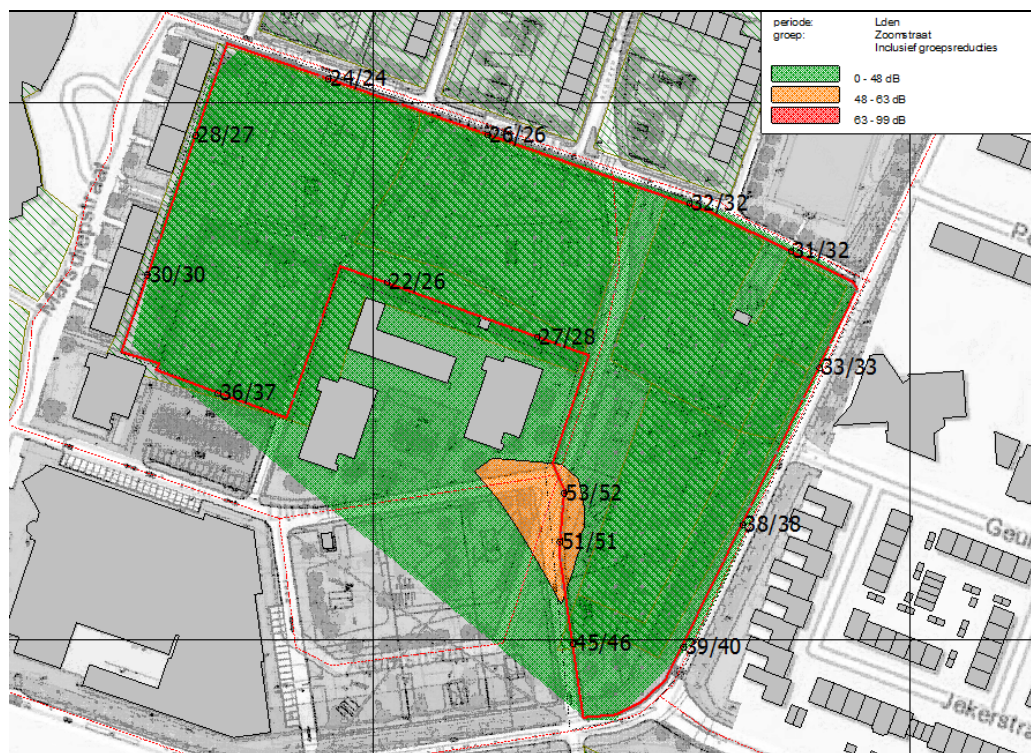 periode: Lden
groep: Zoomstraat
Inclusief groepsreducties
0 - 48 dB
48 - 63 dB
63 - 99 dB
24/24
26/26
28/27
32/32
31/32
30/30
22/26
27/28
33/33
36/37
53/52
38/38
51/51
45/46
39/40
Marsdiepstraat
Geul
Jekerstra